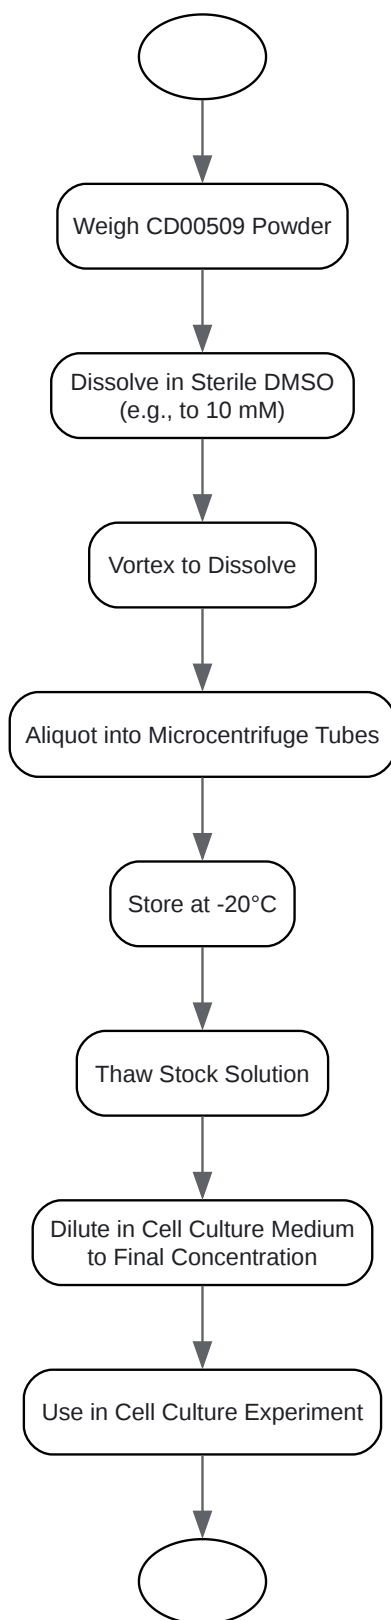 Weigh CD00509 Powder
Dissolve in Sterile DMSO
(e.g., to 10 mM)
Vortex to Dissolve
Aliquot into Microcentrifuge Tubes
Store at -20°C
Thaw Stock Solution
Dilute in Cell Culture Medium
to Final Concentration
Use in Cell Culture Experiment